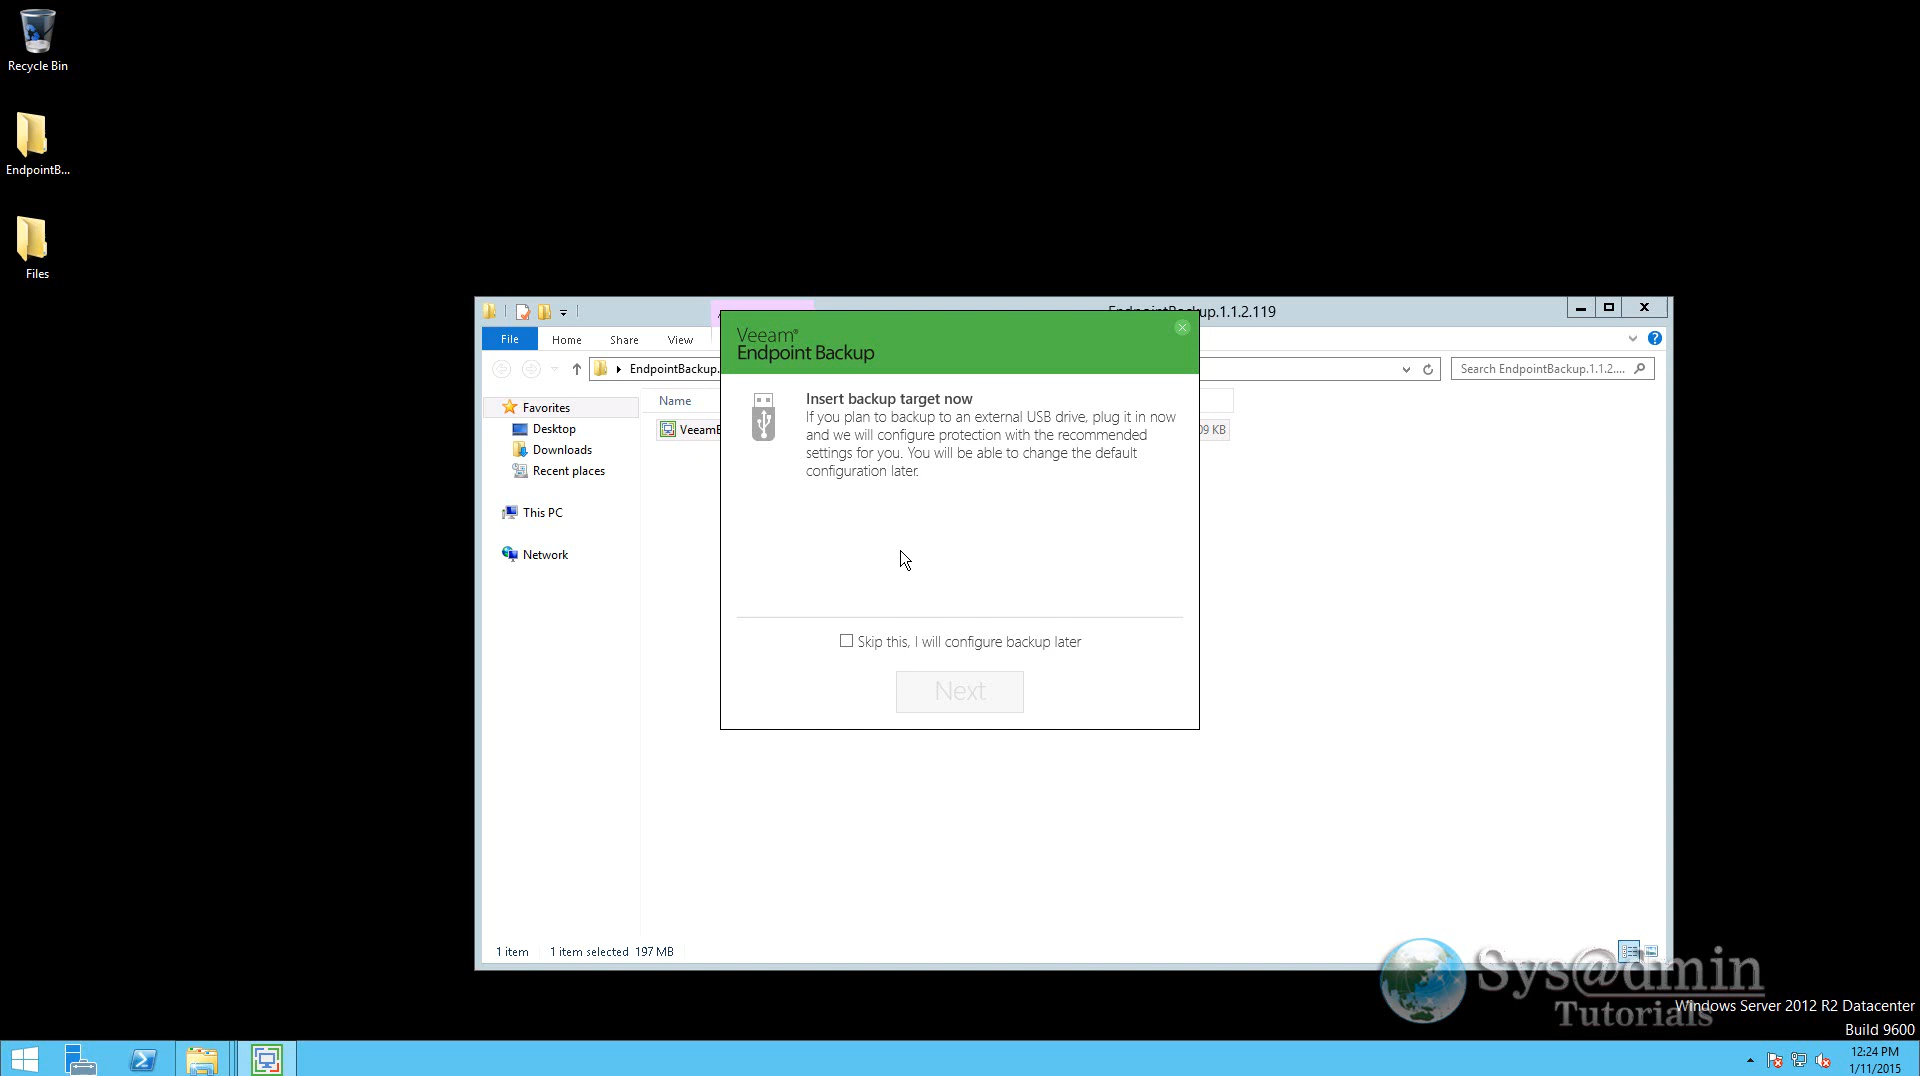 Recycle Bin
EndpointB...
Files
up.1.1.2.119
File
Home
Share
View
EndpointBackup.
Search EndpointBackup.1.1.2....
Name
Favorites
Desktop
Downloads
Recent places
This PC
Network
09 KB
Veeam®
Endpoint Backup
Insert backup target now
If you plan to backup to an external USB drive, plug it in now
and we will configure protection with the recommended
settings for you. You will be able to change the default
configuration later.
Skip this, I will configure backup later
Next
1 item
1 item selected 197 MB
Sys@dmin
Tutorials
Windows Server 2012 R2 Datacenter
Build 9600
12:24 PM
1/11/2015